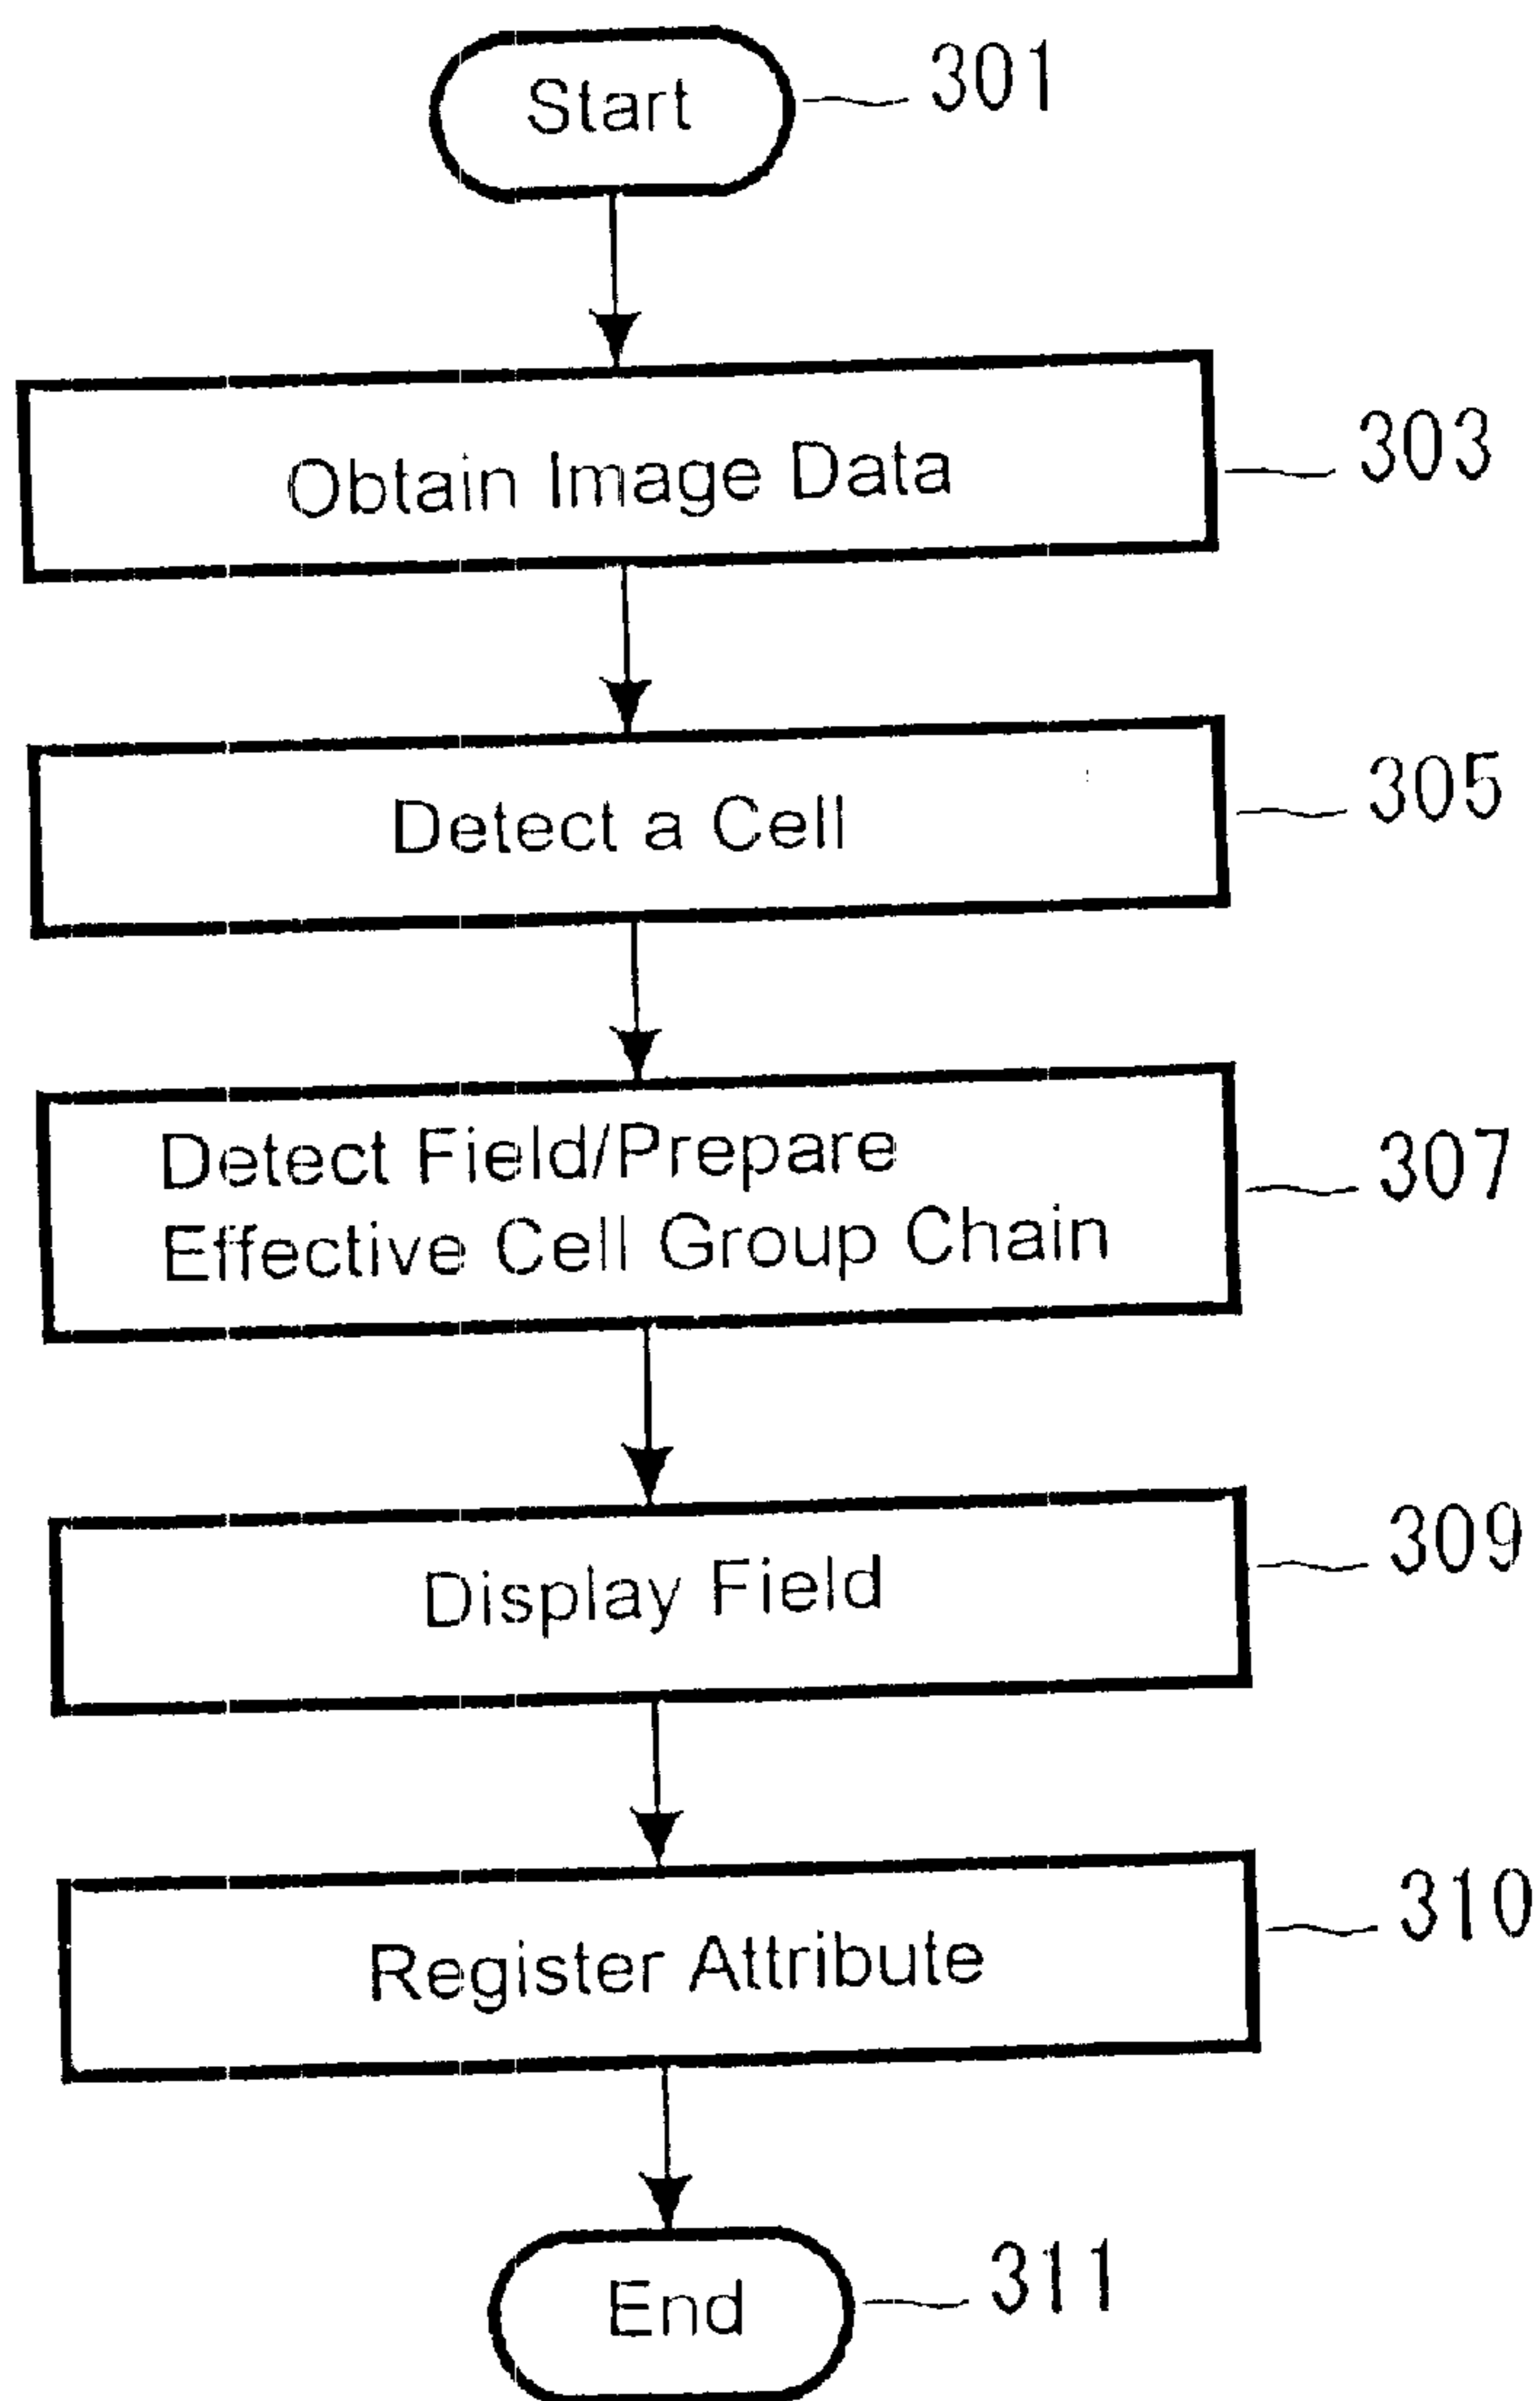 Start
301
Obtain Image Data
303
Detect a Cell
305
Detect Field/Prepare
Effective Cell Group Chain
307
Display Field
309
Register Attribute
310
End
311